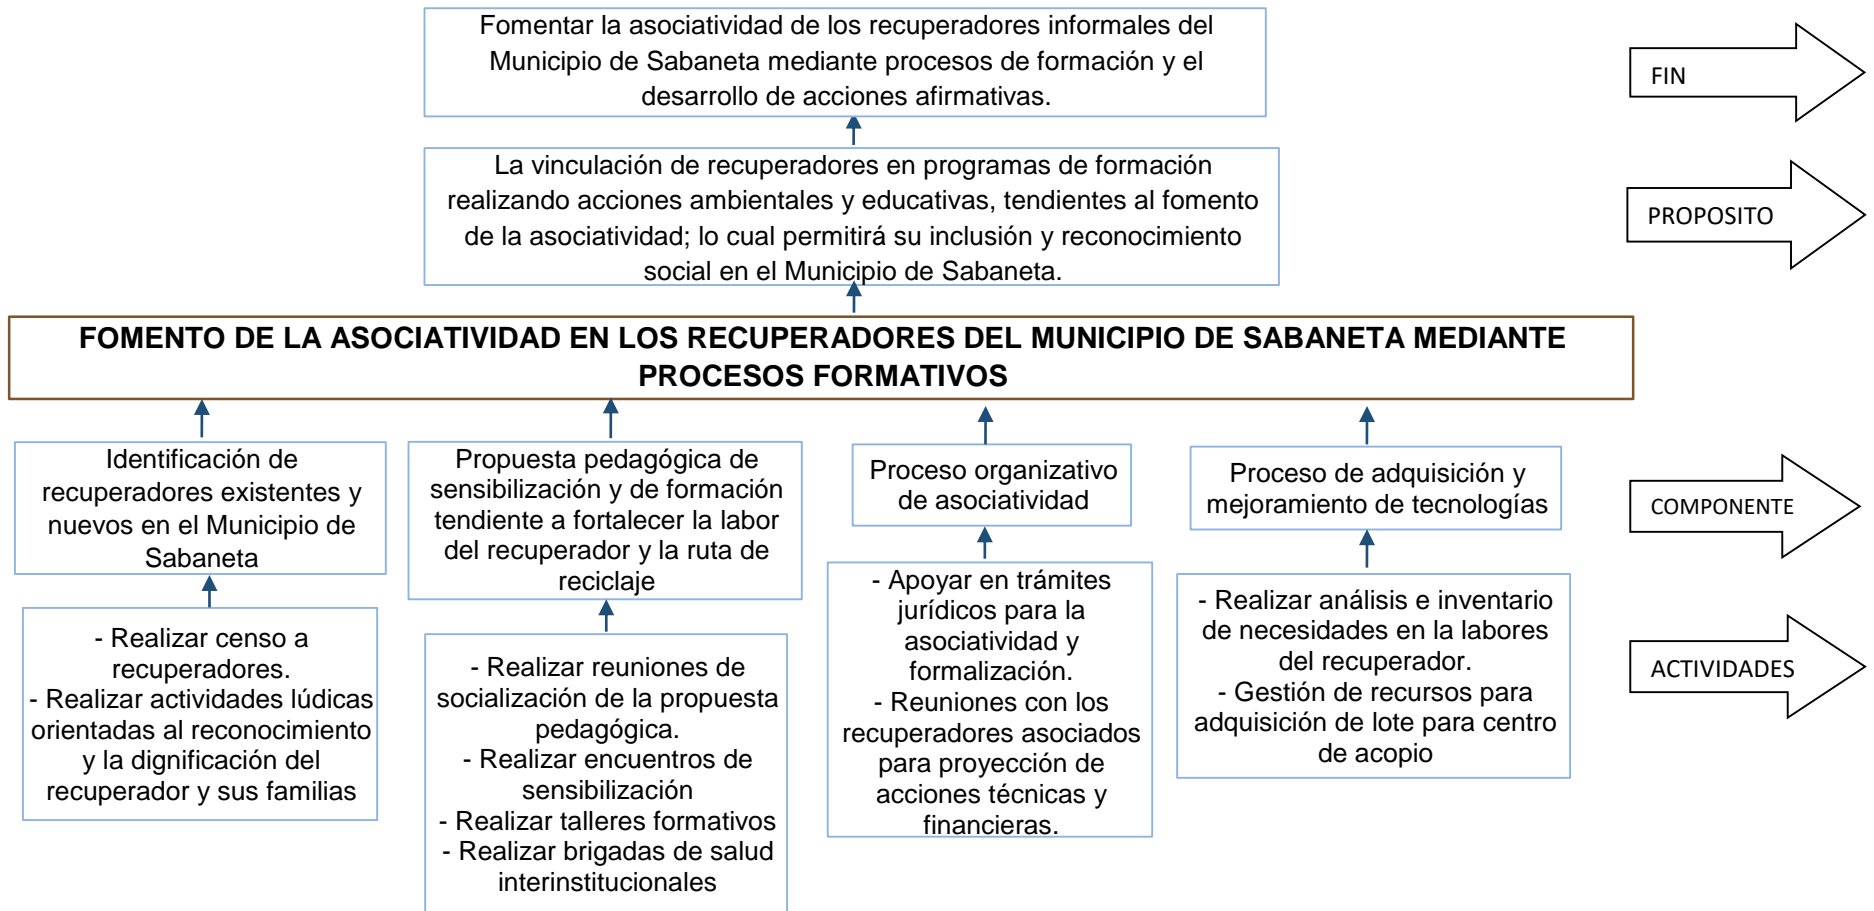 Fomentar la asociatividad de los recuperadores informales del
Municipio de Sabaneta mediante procesos de formación y el
desarrollo de acciones afirmativas.
FIN
La vinculación de recuperadores en programas de formación
realizando acciones ambientales y educativas, tendientes al fomento
de la asociatividad; lo cual permitirá su inclusión y reconocimiento
social en el Municipio de Sabaneta.
PROPOSITO
FOMENTO DE LA ASOCIATIVIDAD EN LOS RECUPERADORES DEL MUNICIPIO DE SABANETA MEDIANTE
PROCESOS FORMATIVOS
Identificación de
recuperadores existentes y
nuevos en el Municipio de
Sabaneta
Propuesta pedagógica de
sensibilización y de formación
tendiente a fortalecer la labor
del recuperador y la ruta de
reciclaje
Proceso organizativo
de asociatividad
Proceso de adquisición y
mejoramiento de tecnologías
COMPONENTE
- Realizar censo a
recuperadores.
- Realizar actividades lúdicas
orientadas al reconocimiento
y la dignificación del
recuperador y sus familias
- Realizar reuniones de
socialización de la propuesta
pedagógica.
- Realizar encuentros de
sensibilización
- Realizar talleres formativos
- Realizar brigadas de salud
interinstitucionales
- Apoyar en trámites
jurídicos para la
asociatividad y
formalización.
- Reuniones con los
recuperadores asociados
para proyección de
acciones técnicas y
financieras.
- Realizar análisis e inventario
de necesidades en la labores
del recuperador.
- Gestión de recursos para
adquisición de lote para centro
de acopio
ACTIVIDADES